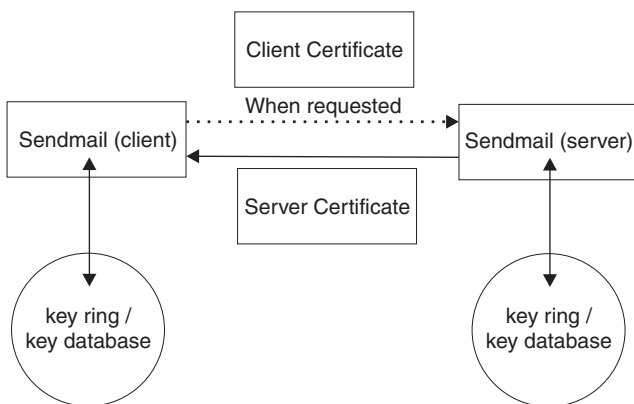 Client Certificate
When requested
Sendmail (client)
Sendmail (server)
Server Certificate
key ring /
key database
key ring /
key database